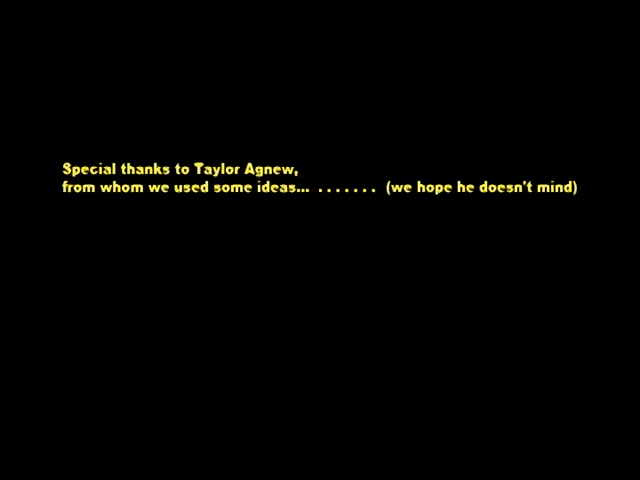 Special thanks to Taylor Agnew,
from whom we used some ideas... . . . . . . . (we hope he doesn't mind)